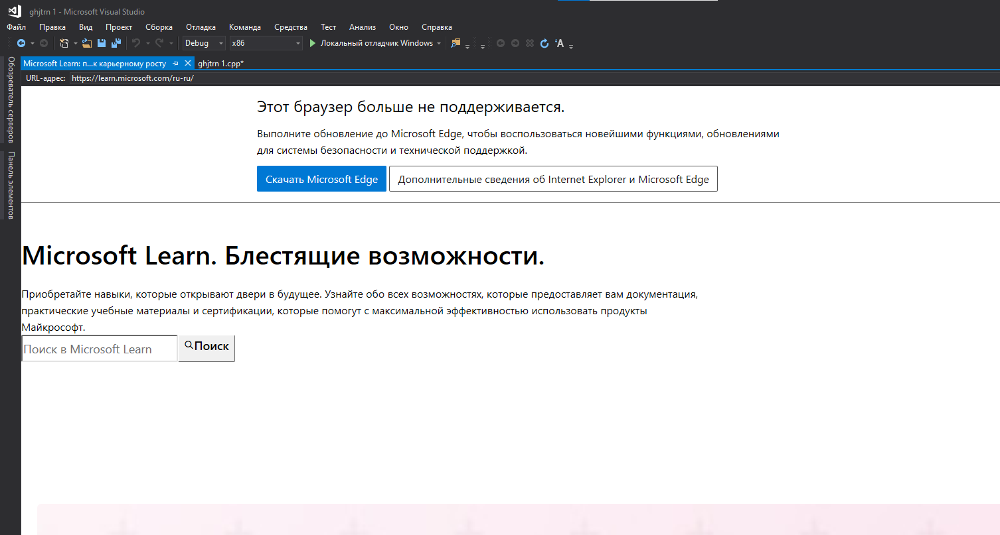 ghjtrn 1 - Microsoft Visual Studio
Файл Правка Вид Проект Сборка Отладка Команда Средства Тест Анализ Окно Справка
Debug x86 Локальный отладчик Windows
Microsoft Learn: п...к карьерному росту ghjtrn 1.cpp*
URL-адрес: https://learn.microsoft.com/ru-ru/
Обозреватель серверов
Панель элементов
Этот браузер больше не поддерживается.
Выполните обновление до Microsoft Edge, чтобы воспользоваться новейшими функциями, обновлениями
для системы безопасности и технической поддержкой.
Скачать Microsoft Edge Дополнительные сведения об Internet Explorer и Microsoft Edge
Microsoft Learn. Блестящие возможности.
Приобретайте навыки, которые открывают двери в будущее. Узнайте обо всех возможностях, которые предоставляет вам документация,
практические учебные материалы и сертификации, которые помогут с максимальной эффективностью использовать продукты
Майкрософт.
Поиск в Microsoft Learn Поиск